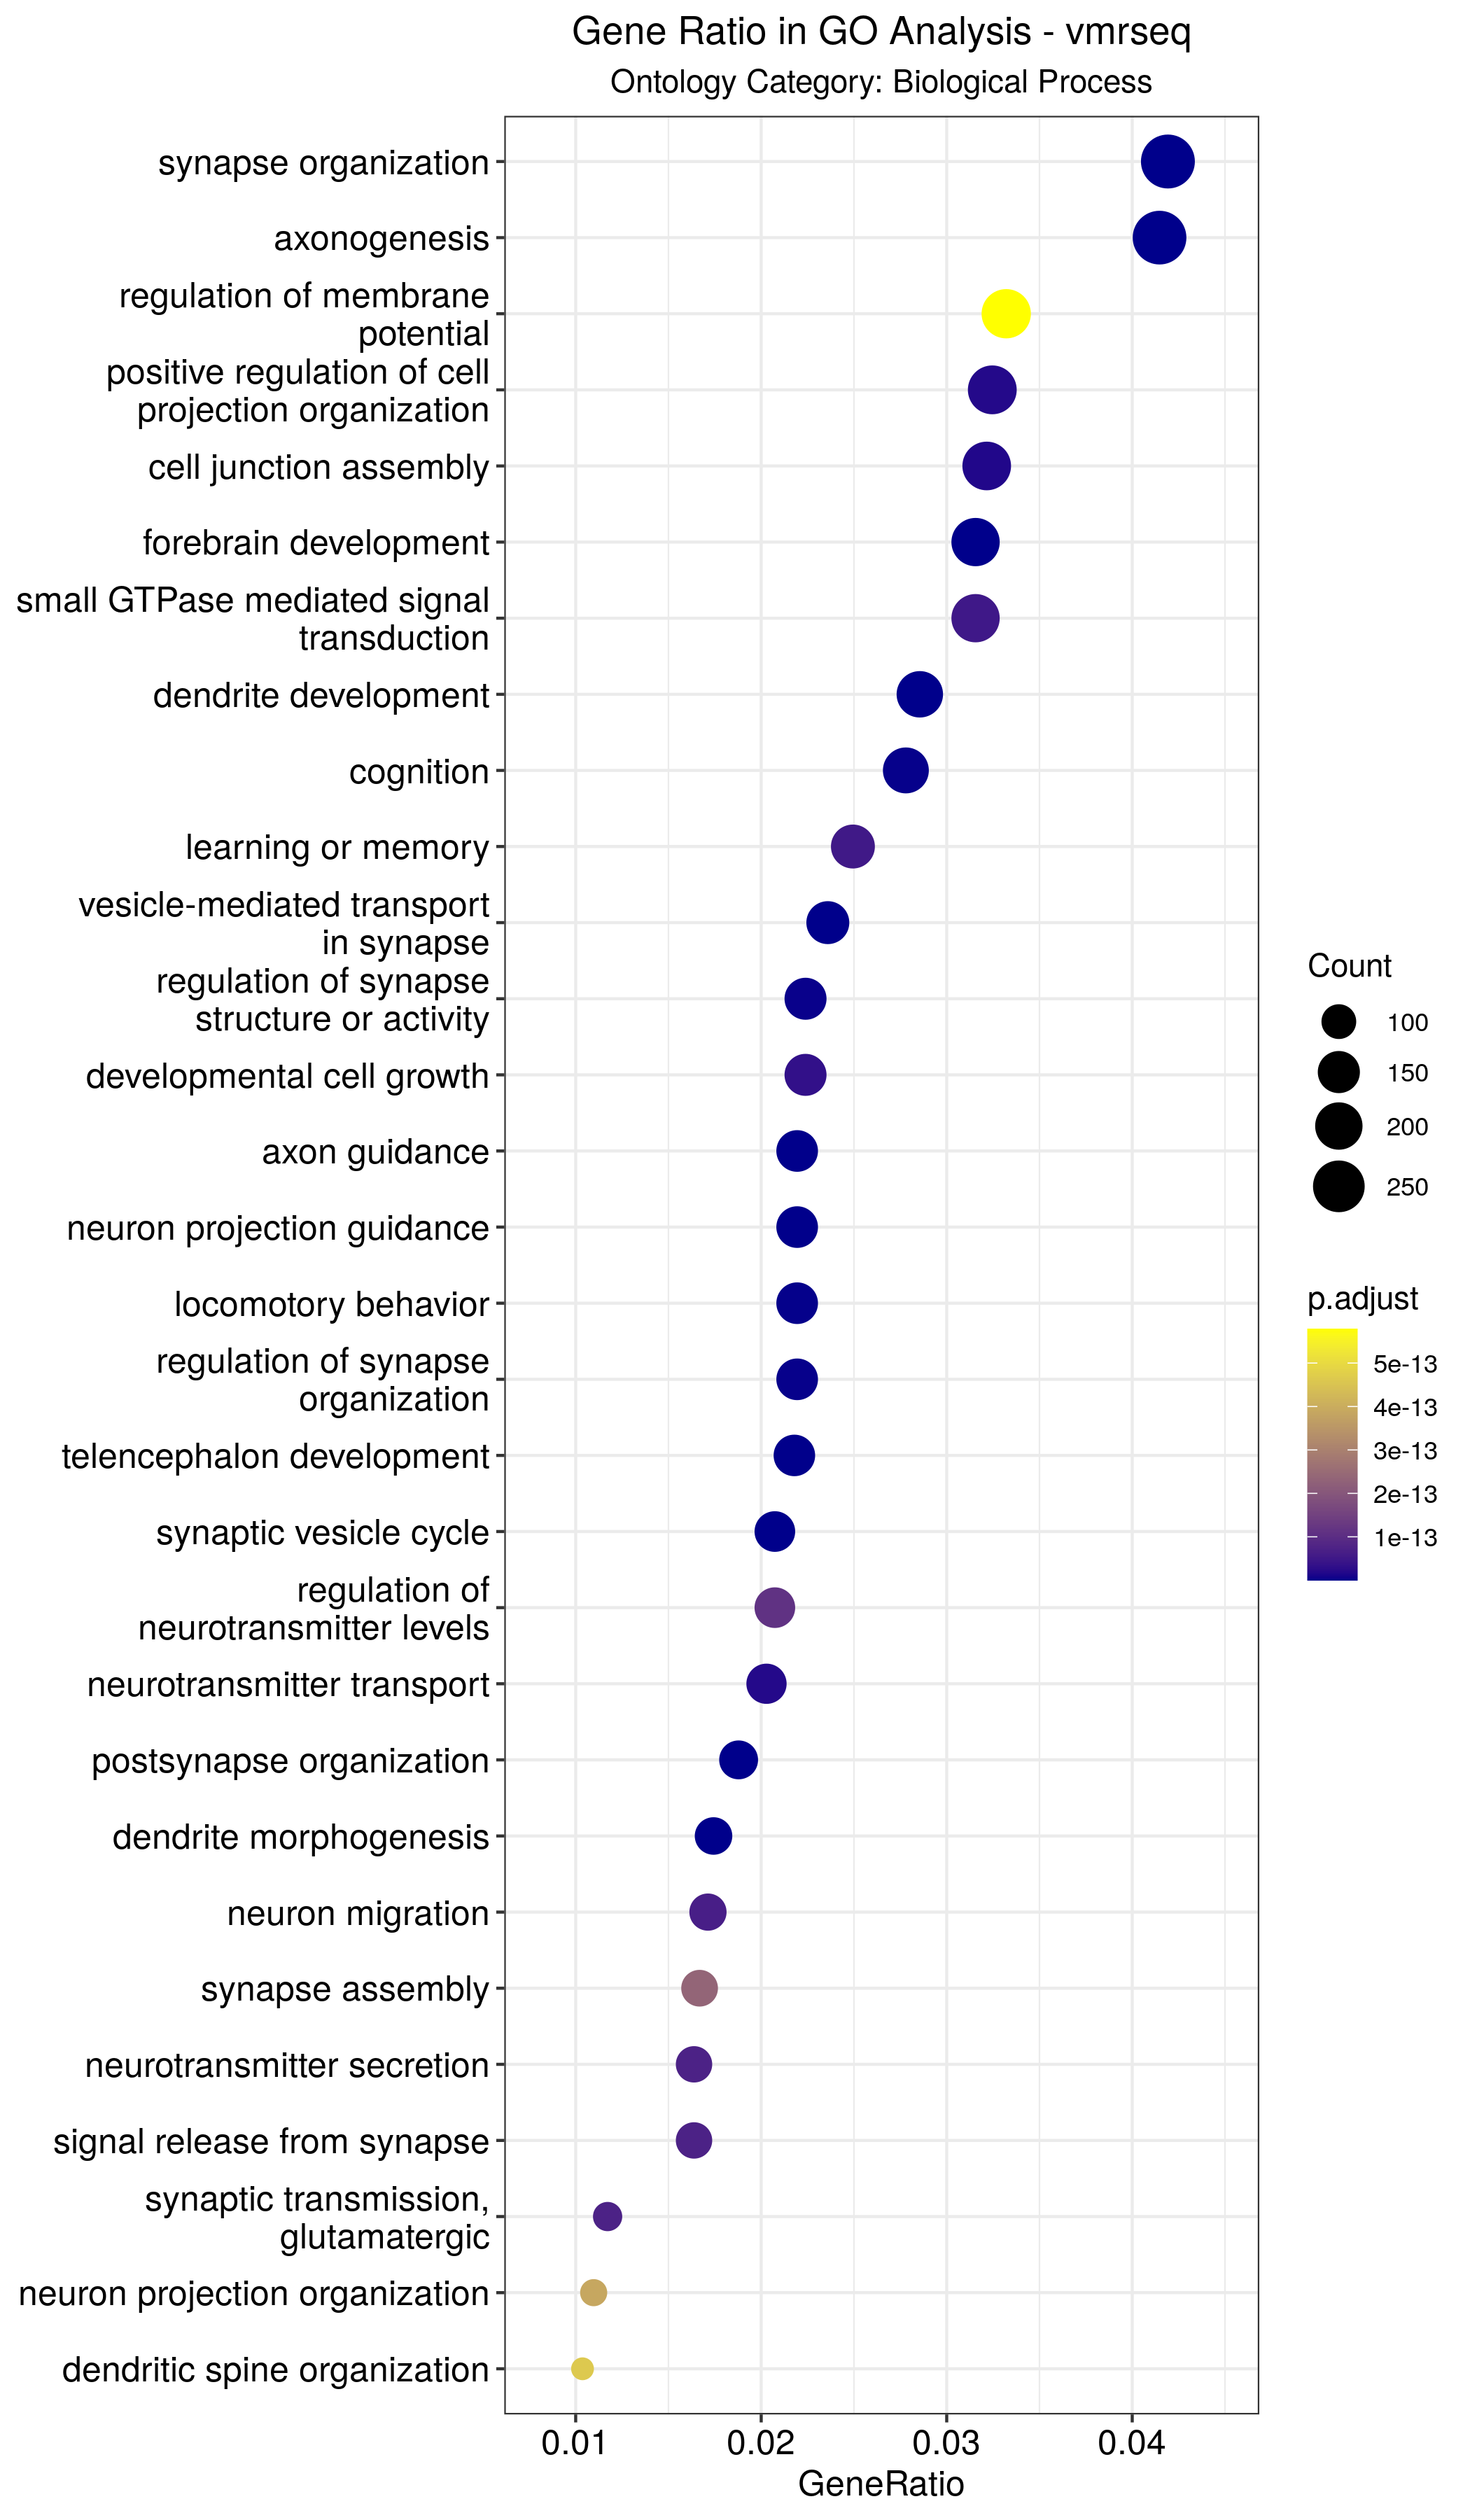 Gene Ratio in GO Analysis - vmrseq
Ontology Category: Biological Process
synapse organization
axonogenesis
regulation of membrane
potential
positive regulation of cell
projection organization
cell junction assembly
forebrain development
small GTPase mediated signal
transduction
dendrite development
cognition
learning or memory
vesicle-mediated transport
in synapse
regulation of synapse
structure or activity
developmental cell growth
axon guidance
neuron projection guidance
locomotory behavior
regulation of synapse
organization
telencephalon development
synaptic vesicle cycle
regulation of
neurotransmitter levels
neurotransmitter transport
postsynapse organization
dendrite morphogenesis
neuron migration
synapse assembly
neurotransmitter secretion
signal release from synapse
synaptic transmission,
glutamatergic
neuron projection organization
dendritic spine organization
0.01 0.02 0.03 0.04
GeneRatio
Count
100
150
200
250
p.adjust
5e-13
4e-13
3e-13
2e-13
1e-13